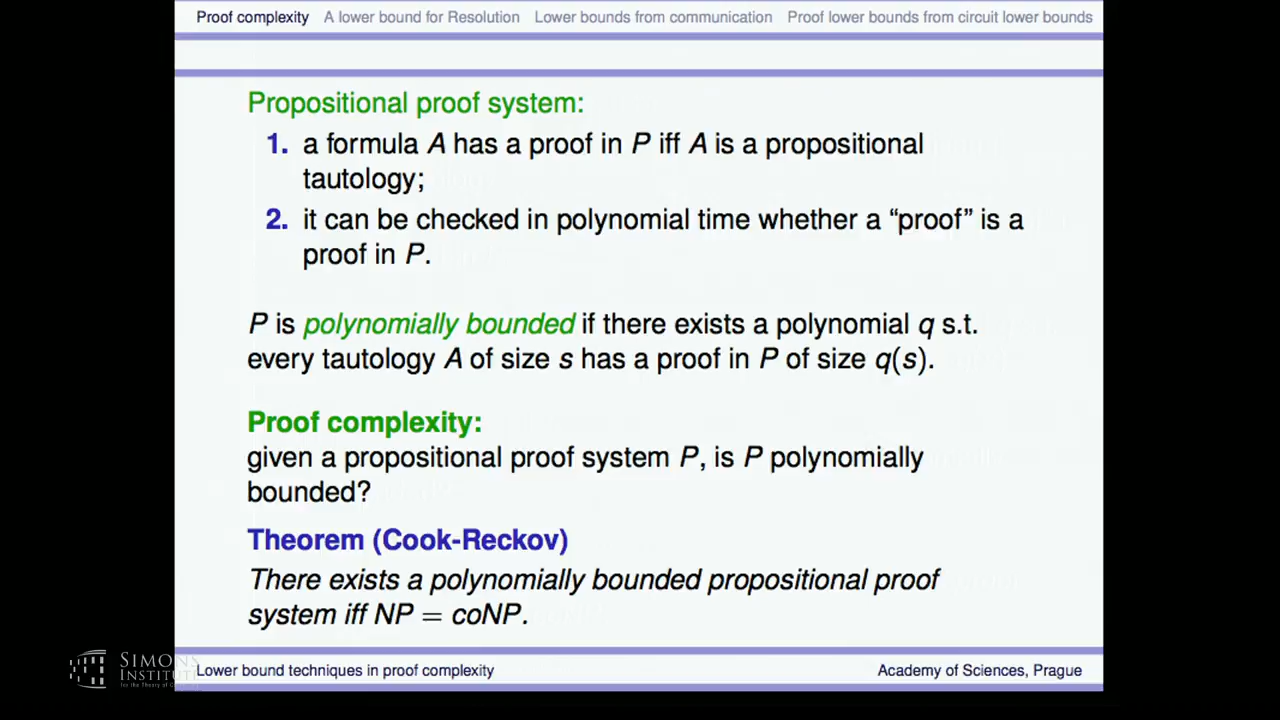 Proof complexity A lower bound for Resolution Lower bounds from communication Proof lower bounds from circuit lower bounds
Propositional proof system:
1. a formula A has a proof in P iff A is a propositional
tautology;
2. it can be checked in polynomial time whether a “proof” is a
proof in P.
P is polynomially bounded if there exists a polynomial q s.t.
every tautology A of size s has a proof in P of size q(s).
Proof complexity:
given a propositional proof system P, is P polynomially
bounded?
Theorem (Cook-Reckov)
There exists a polynomially bounded propositional proof
system iff NP = coNP.
SIMONS
INSTITUTE
Lower bound techniques in proof complexity Academy of Sciences, Prague